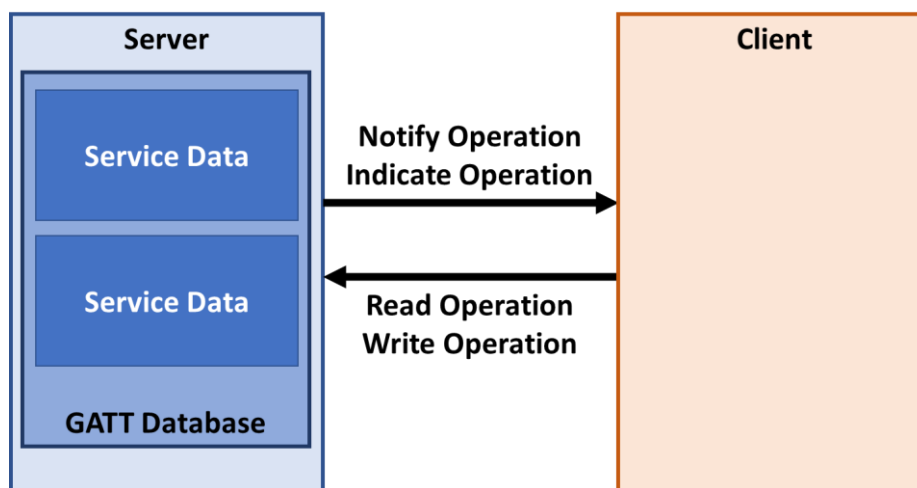 Server
Service Data
Service Data
GATT Database
Notify Operation
Indicate Operation
Read Operation
Write Operation
Client